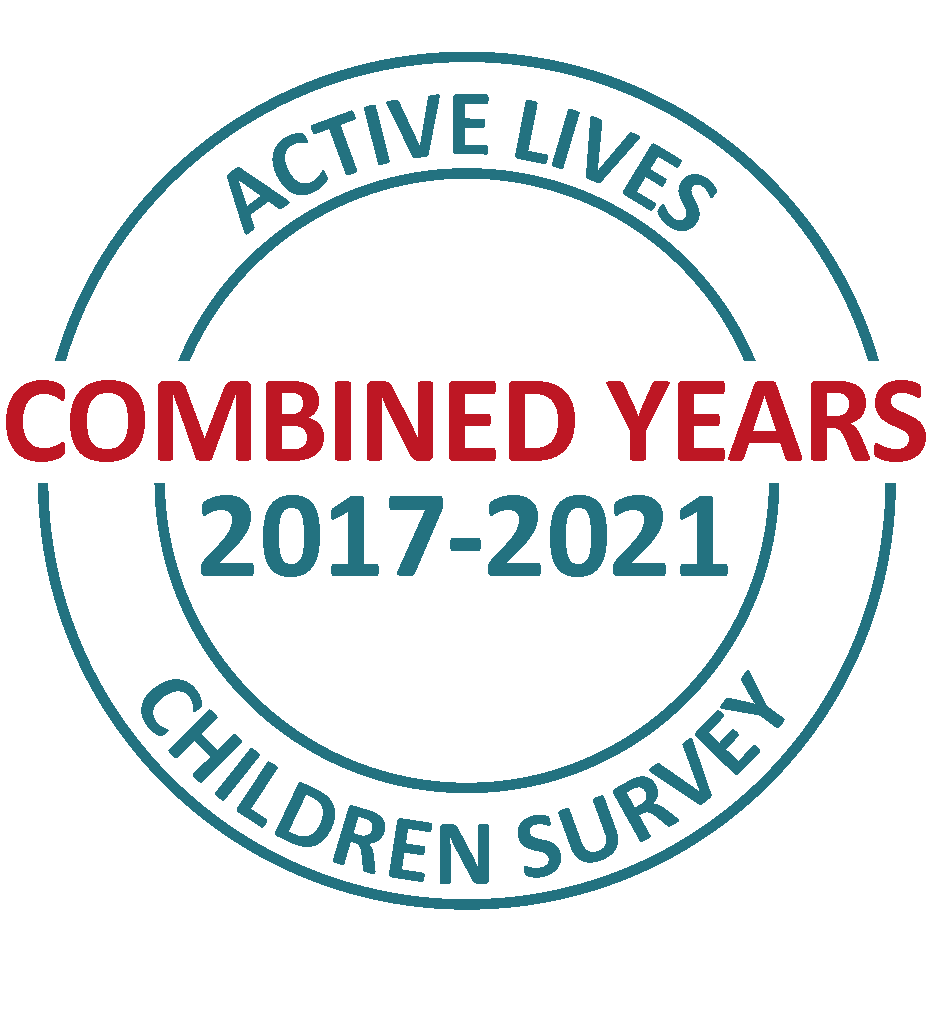 ACTIVE LIVES
COMBINED YEARS
2017-2021
CHILDREN SURVEY